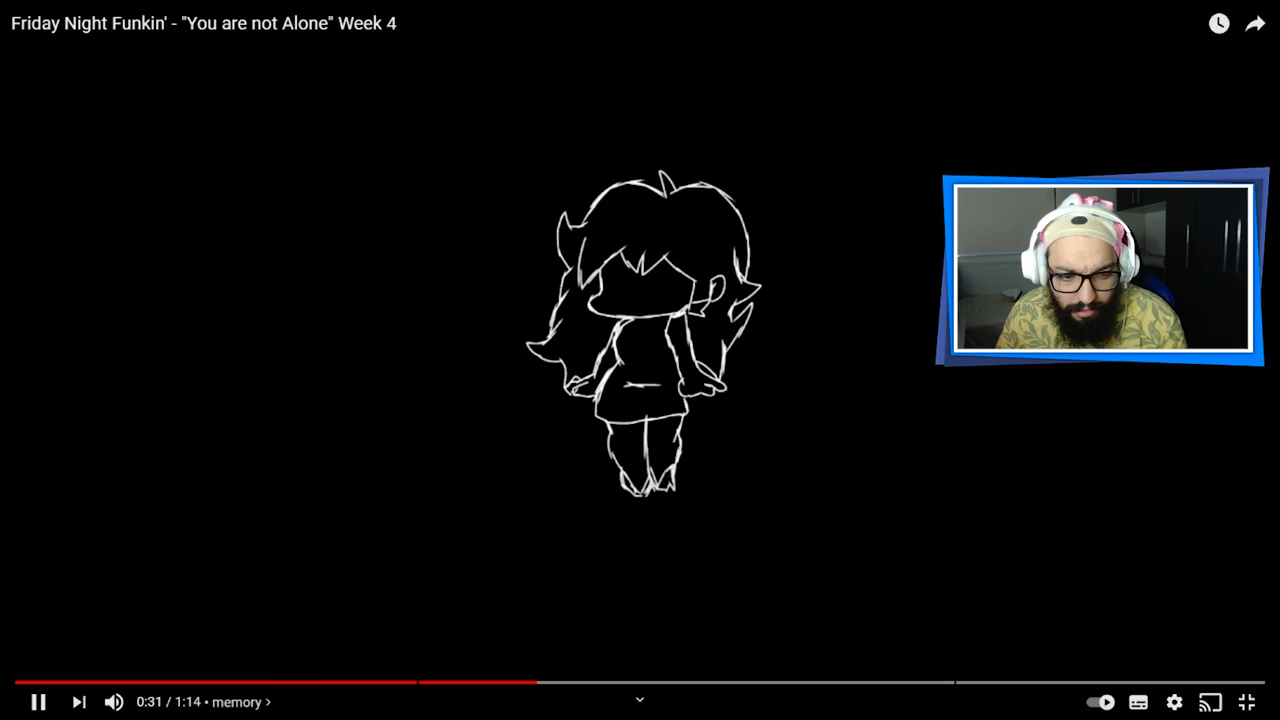 Friday Night Funkin' - "You are not Alone" Week 4
0:31 / 1:14 • memory ›